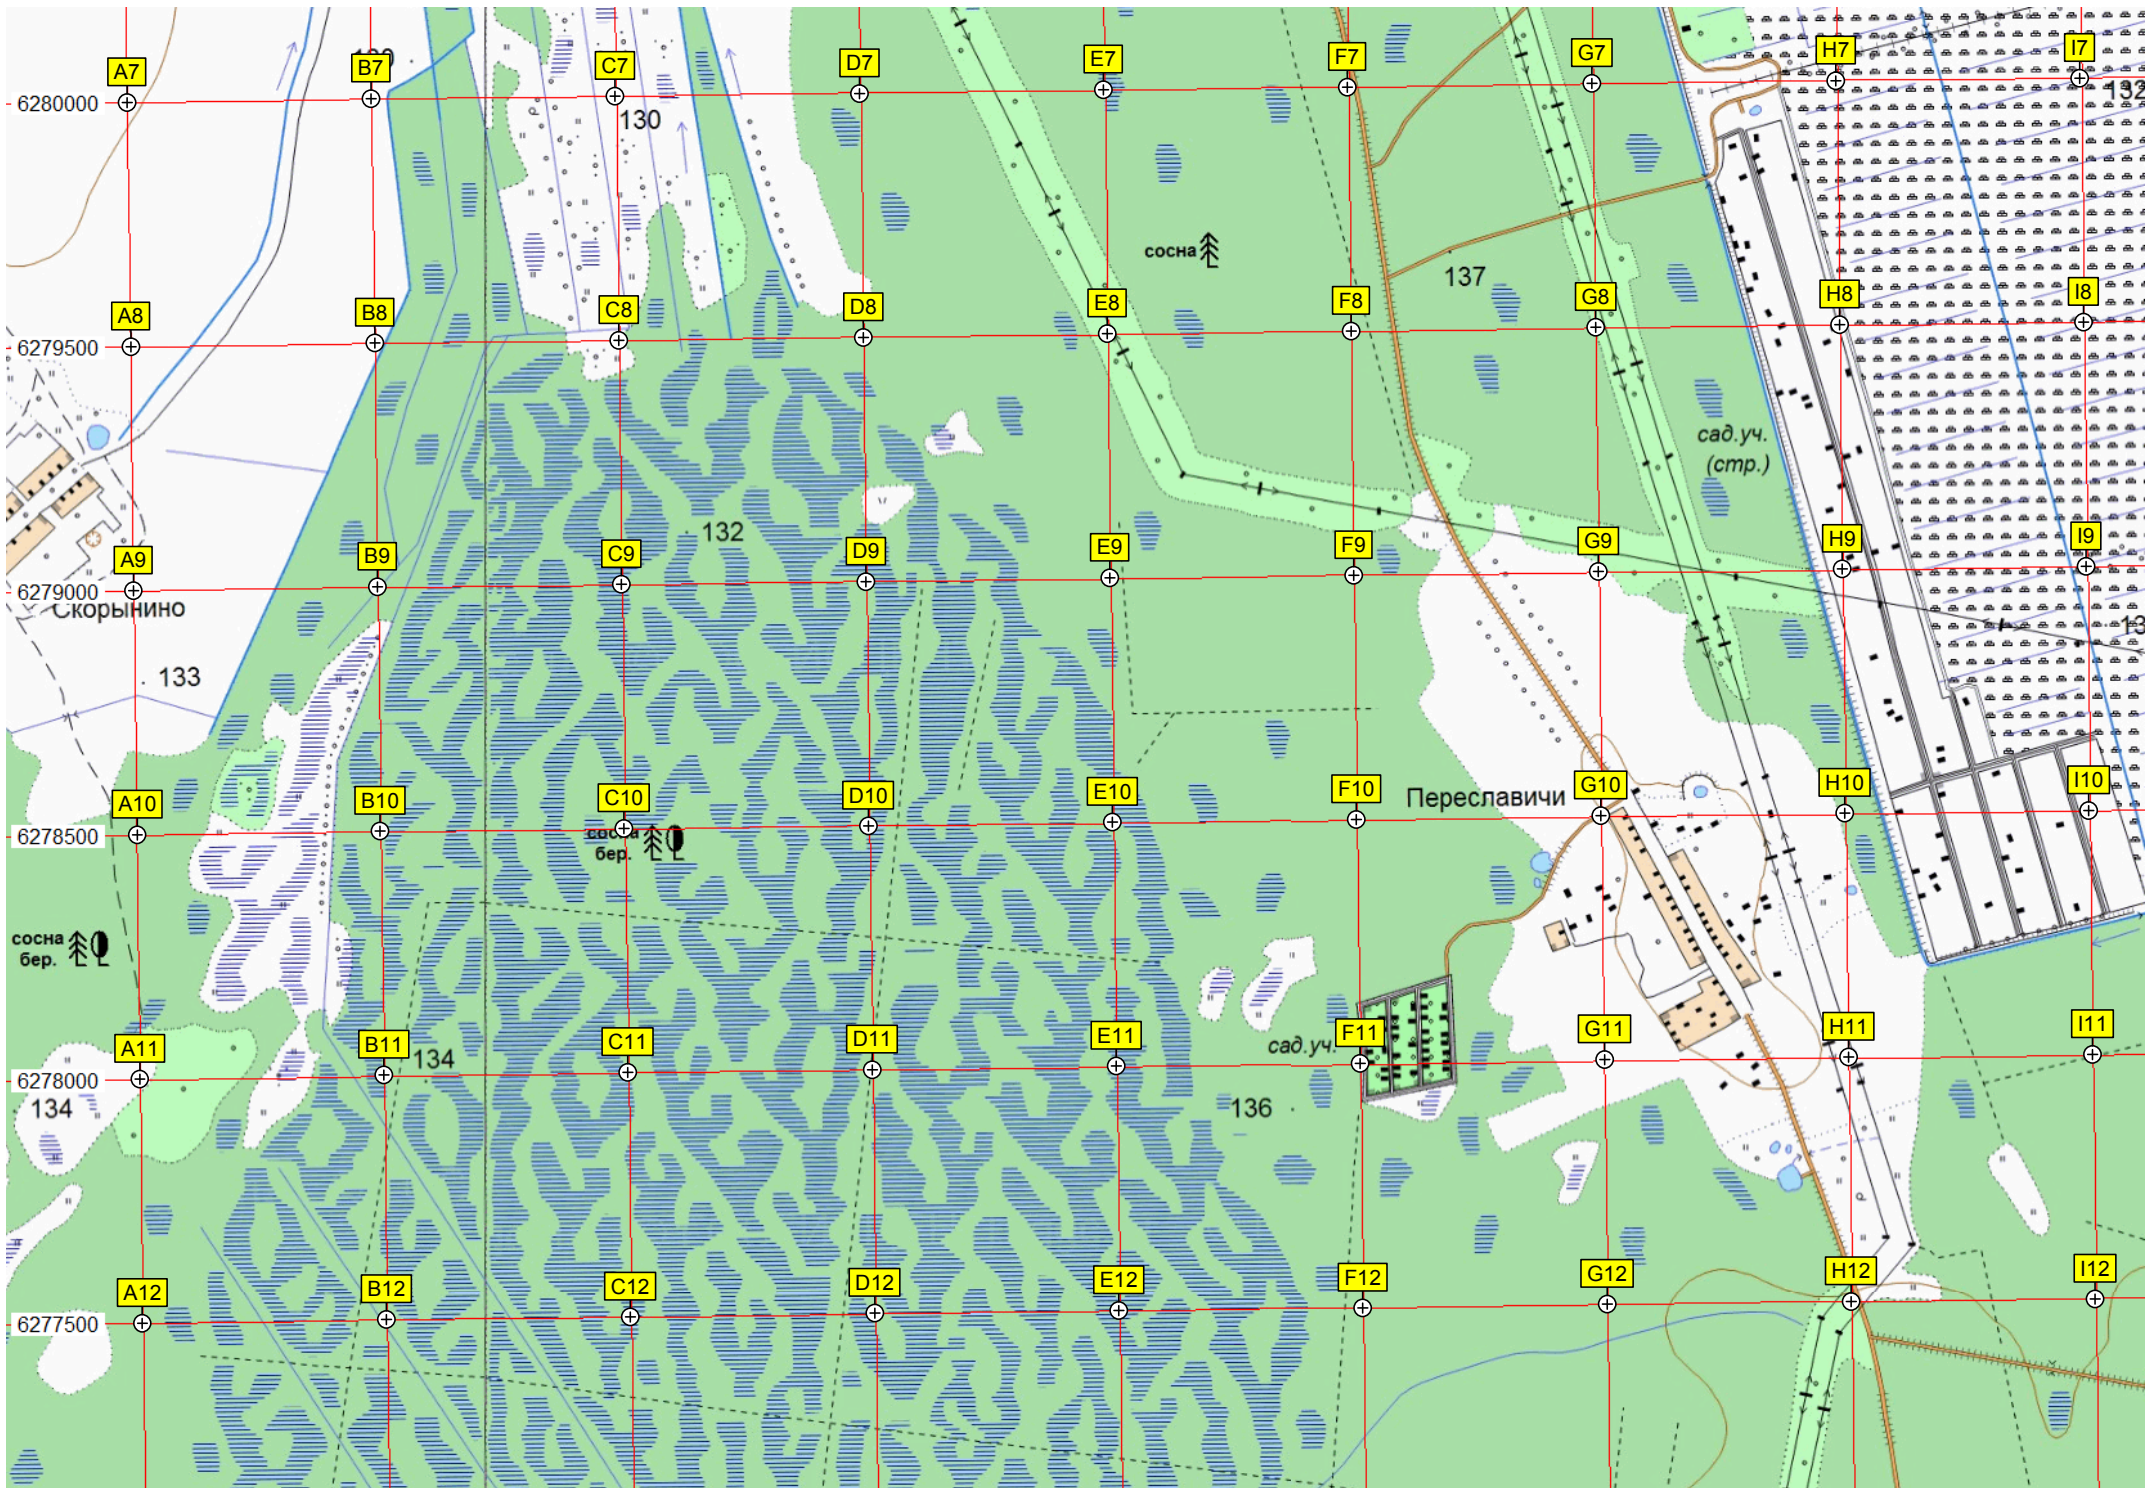 A7 B7 C7 D7 E7 F7 G7 H7 I7
6280000
130
132
сосна
137
A8 B8 C8 D8 E8 F8 G8 H8 I8
6279500
сад.уч.
(стр.)
132
A9 B9 C9 D9 E9 F9 G9 H9 I9
6279000
Скорынино
133
Переславичи
A10 B10 C10 D10 E10 F10 G10 H10 I10
6278500
сосна
бер.
сосна
бер.
A11 B11 C11 D11 E11 F11 G11 H11 I11
сад.уч.
134
6278000
134
136
A12 B12 C12 D12 E12 F12 G12 H12 I12
6277500